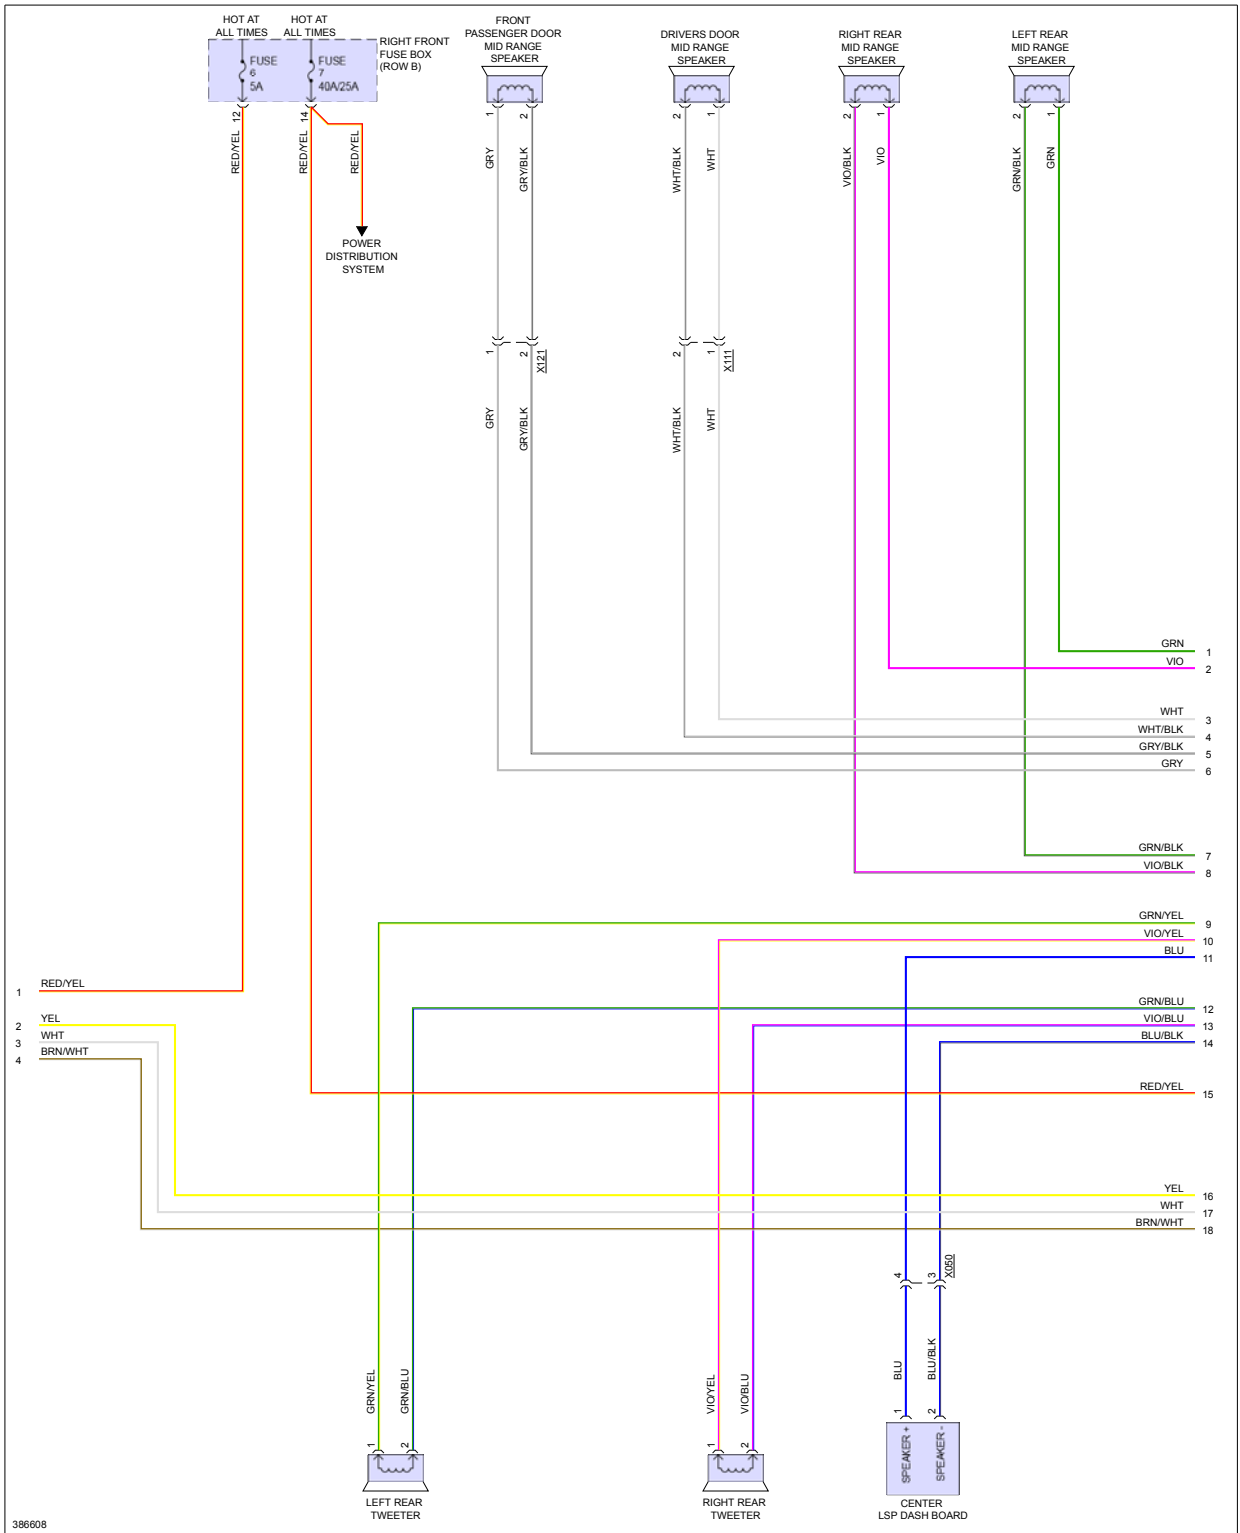 HOT AT
ALL TIMES
HOT AT
ALL TIMES
RIGHT FRONT
FUSE BOX
(ROW B)
FUSE
6
5A
FUSE
7
40A/25A
FRONT
PASSENGER DOOR
MID RANGE
SPEAKER
DRIVERS DOOR
MID RANGE
SPEAKER
RIGHT REAR
MID RANGE
SPEAKER
LEFT REAR
MID RANGE
SPEAKER
12
14
1
2
2
1
2
1
2
1
RED/YEL
RED/YEL
RED/YEL
GRY
GRY/BLK
WHT/BLK
WHT
VIO/BLK
VIO
GRN/BLK
GRN
POWER
DISTRIBUTION
SYSTEM
1
2
X121
2
1
X111
GRY
GRY/BLK
WHT/BLK
WHT
GRN 1
VIO 2
WHT 3
WHT/BLK 4
GRY/BLK 5
GRY 6
GRN/BLK 7
VIO/BLK 8
GRN/YEL 9
VIO/YEL 10
BLU 11
1 RED/YEL
GRN/BLU 12
2 YEL
VIO/BLU 13
3 WHT
BLU/BLK 14
4 BRN/WHT
RED/YEL 15
YEL 16
WHT 17
BRN/WHT 18
4
3
X050
GRN/YEL
GRN/BLU
VIO/YEL
VIO/BLU
BLU
BLU/BLK
1
2
1
2
1
2
SPEAKER +
SPEAKER -
LEFT REAR
TWEETER
RIGHT REAR
TWEETER
CENTER
LSP DASH BOARD
386608